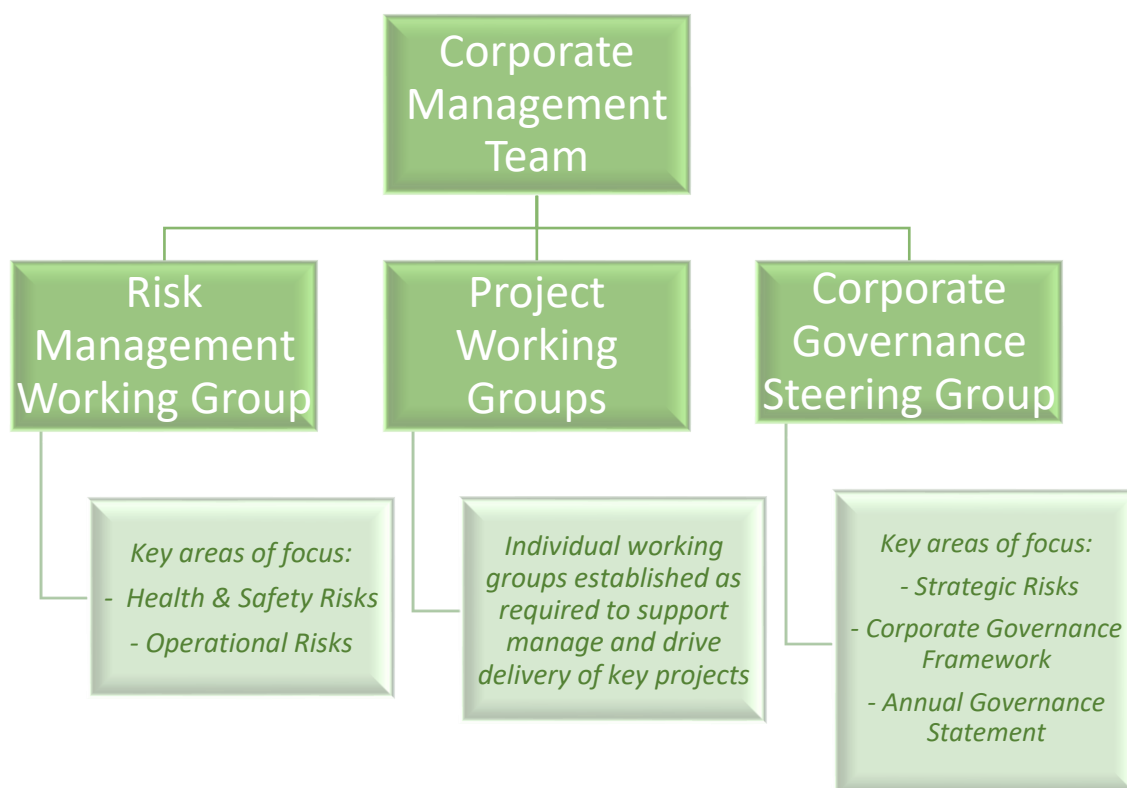 Corporate
Management
Team
Risk
Management
Working Group
Project
Working
Groups
Corporate
Governance
Steering Group
Key areas of focus:
- Health & Safety Risks
- Operational Risks
Individual working
groups established as
required to support
manage and drive
delivery of key projects
Key areas of focus:
- Strategic Risks
- Corporate Governance
Framework
- Annual Governance
Statement